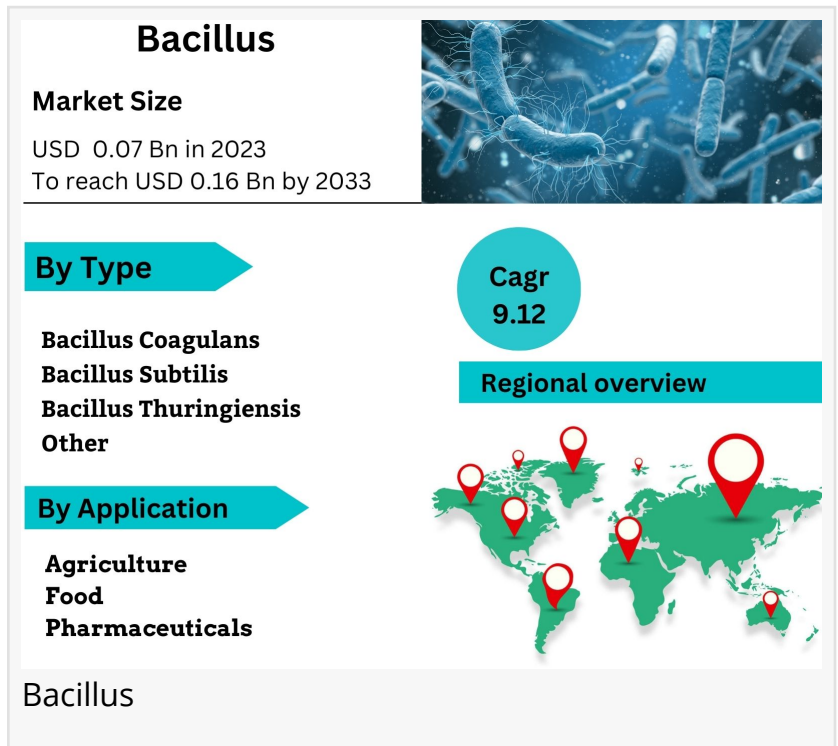 Bacillus
Market Size
USD 0.07 Bn in 2023
To reach USD 0.16 Bn by 2033
By Type
Bacillus Coagulans
Bacillus Subtilis
Bacillus Thuringiensis
Other
By Application
Agriculture
Food
Pharmaceuticals
Cagr
9.12
Regional overview
Bacillus